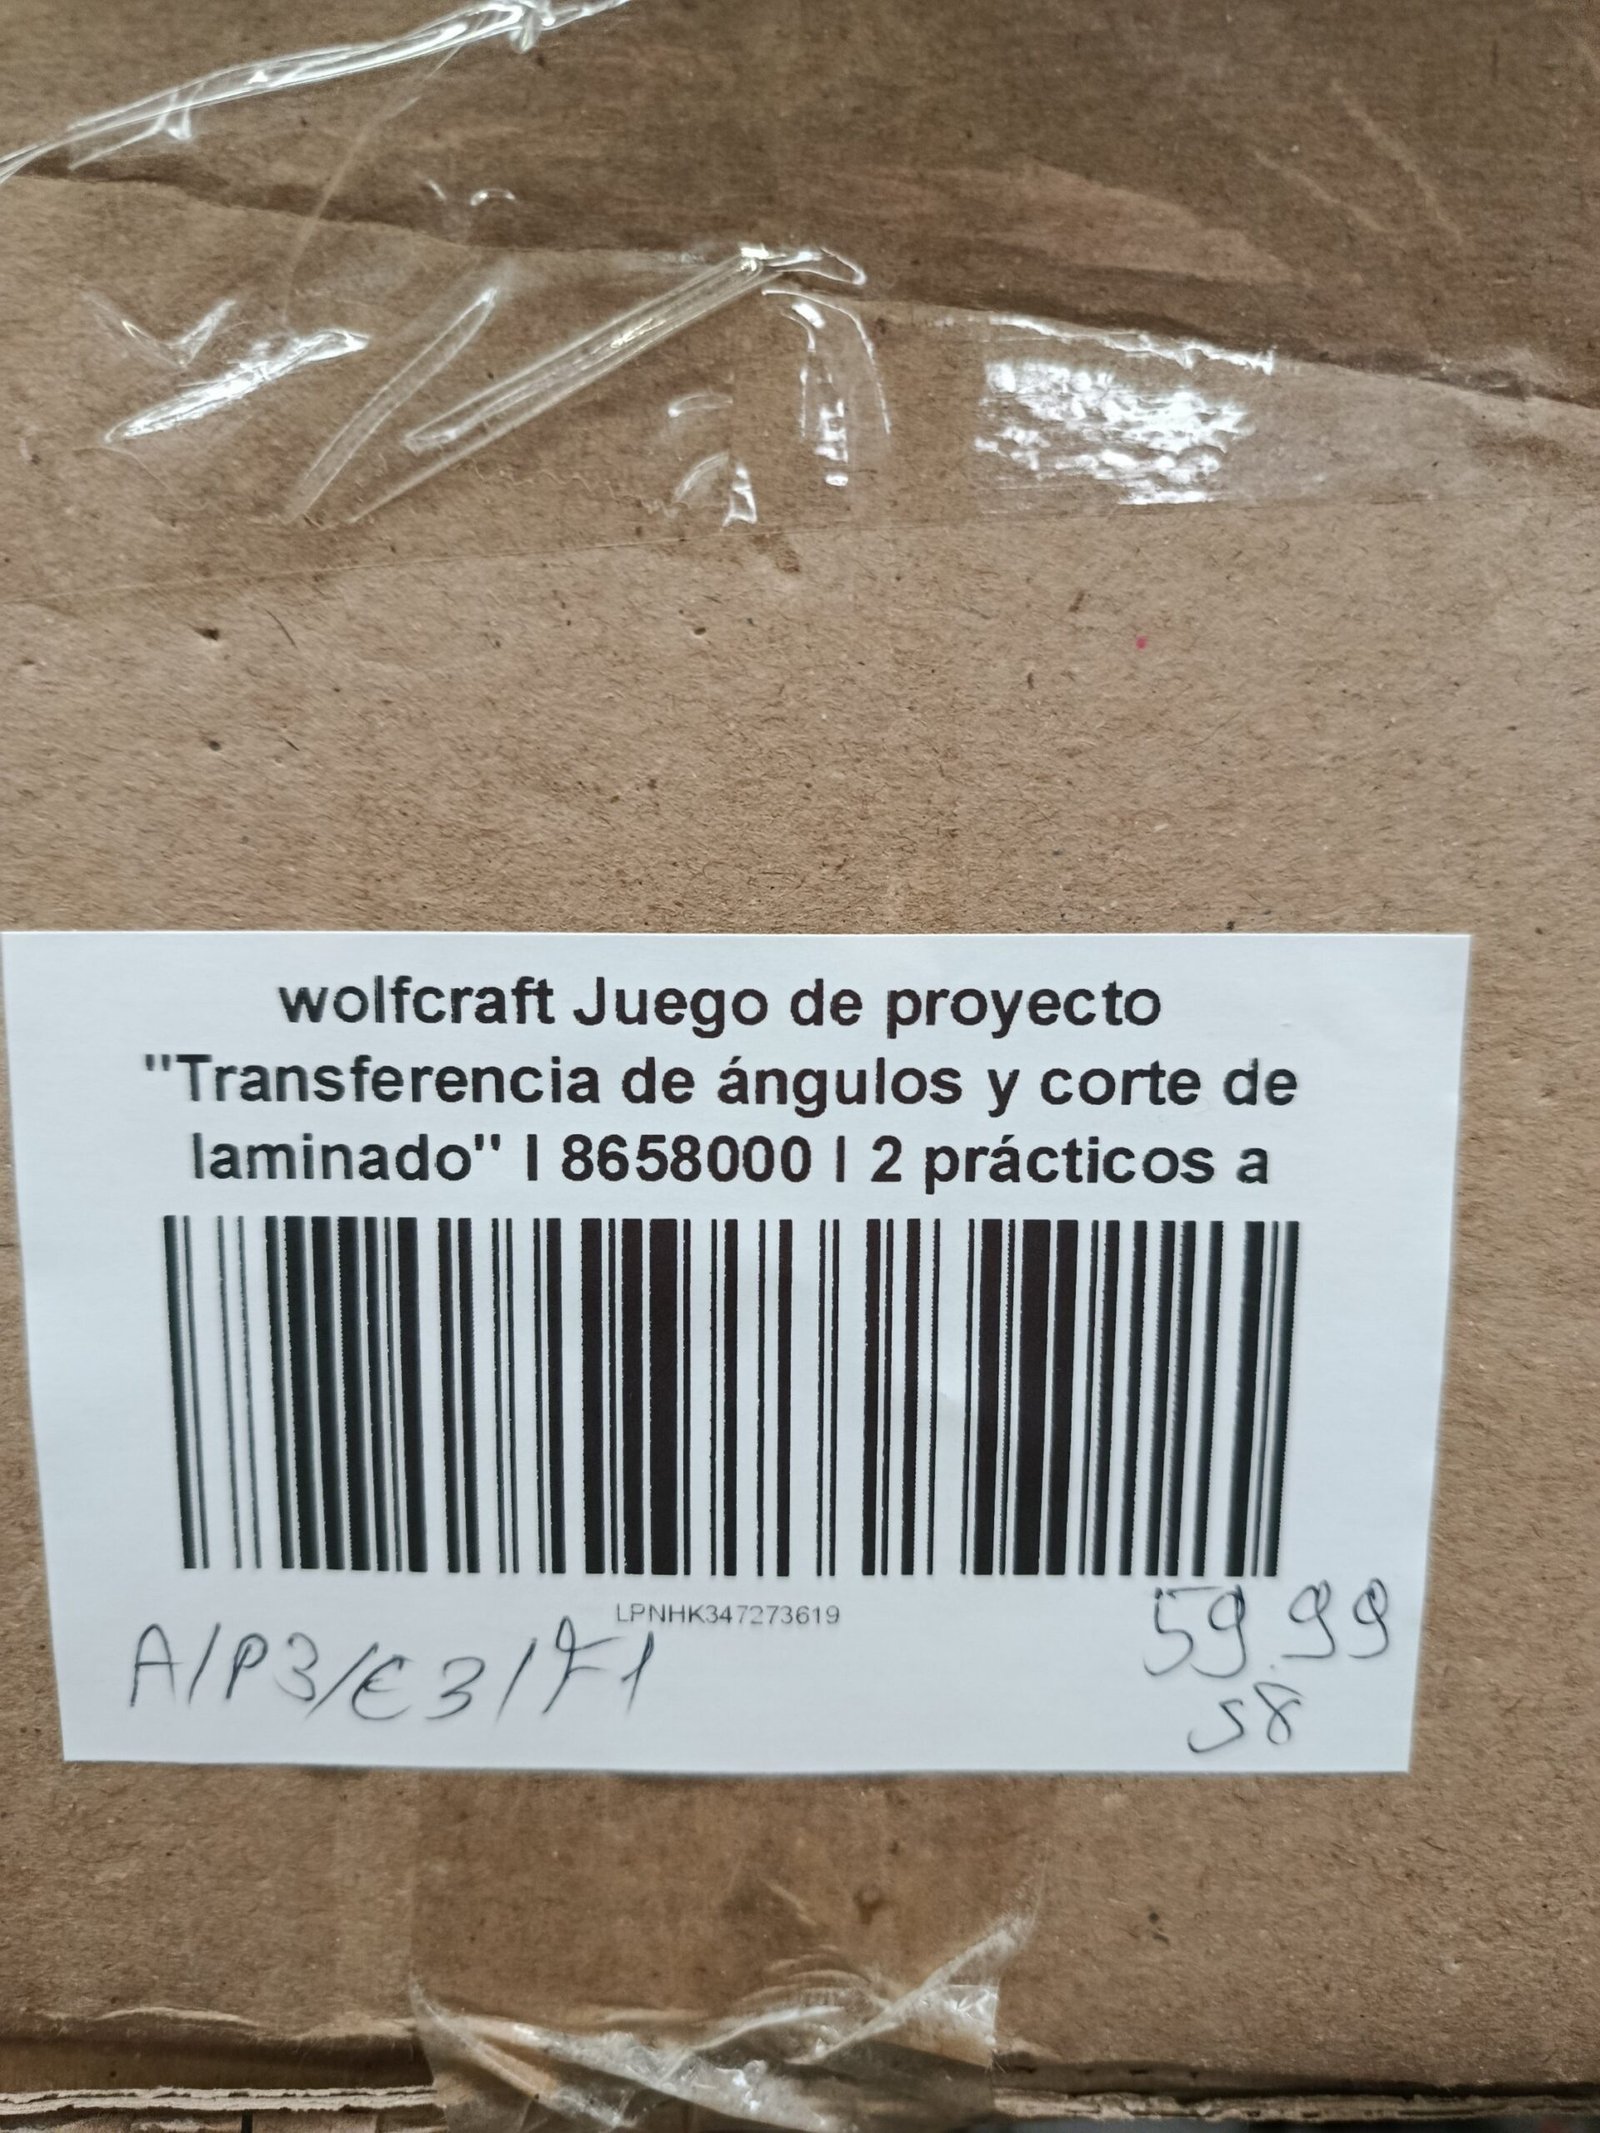 wolfcraft Juego de proyecto
"Transferencia de ángulos y corte de
laminado" I 8658000 I 2 prácticos a
LPNHK347273619
A/P3/E3/F1
59.99
58